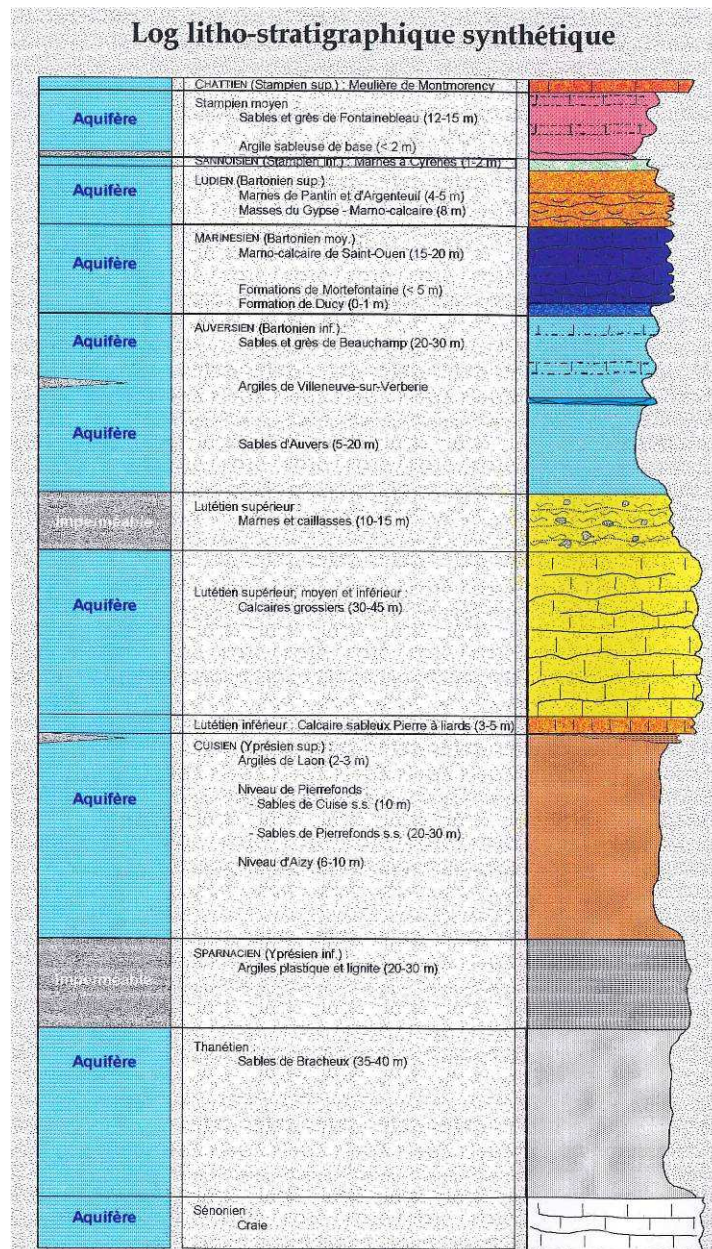 Log litho-stratigraphique synthétique
CHATTIEN (Stampien sup.) : Meulière de Montmorency
Aquifère
Stampien moyen :
Sables et grès de Fontainebleau (12-15 m)
Argile sableuse de base (< 2 m)
SANNOISIEN (Stampien inf.) : Marnes à Cyrènes (1-2 m)
Aquifère
LUDIEN (Bartonien sup.) :
Marnes de Pantin et d'Argenteuil (4-5 m)
Masses du Gypse - Marno-calcaire (8 m)
Aquifère
MARINESIEN (Bartonien moy.) :
Marno-calcaire de Saint-Ouen (15-20 m)
Formations de Mortefontaine (< 5 m)
Formation de Ducy (0-1 m)
Aquifère
AUVERSIEN (Bartonien inf.) :
Sables et grès de Beauchamp (20-30 m)
Argiles de Villeneuve-sur-Verberie
Aquifère
Sables d'Auvers (5-20 m)
Imperméable
Lutétien supérieur :
Marnes et caillasses (10-15 m)
Aquifère
Lutétien supérieur, moyen et inférieur :
Calcaires grossiers (30-45 m)
Lutétien inférieur : Calcaire sableux Pierre à liards (3-5 m)
Aquifère
CUISIEN (Yprésien sup.) :
Argiles de Laon (2-3 m)
Niveau de Pierrefonds :
- Sables de Cuise s.s. (10 m)
- Sables de Pierrefonds s.s. (20-30 m)
Niveau d'Aizy (6-10 m)
Imperméable
SPARNACIEN (Yprésien inf.) :
Argiles plastique et lignite (20-30 m)
Aquifère
Thanétien :
Sables de Bracheux (35-40 m)
Aquifère
Sénonien :
Craie